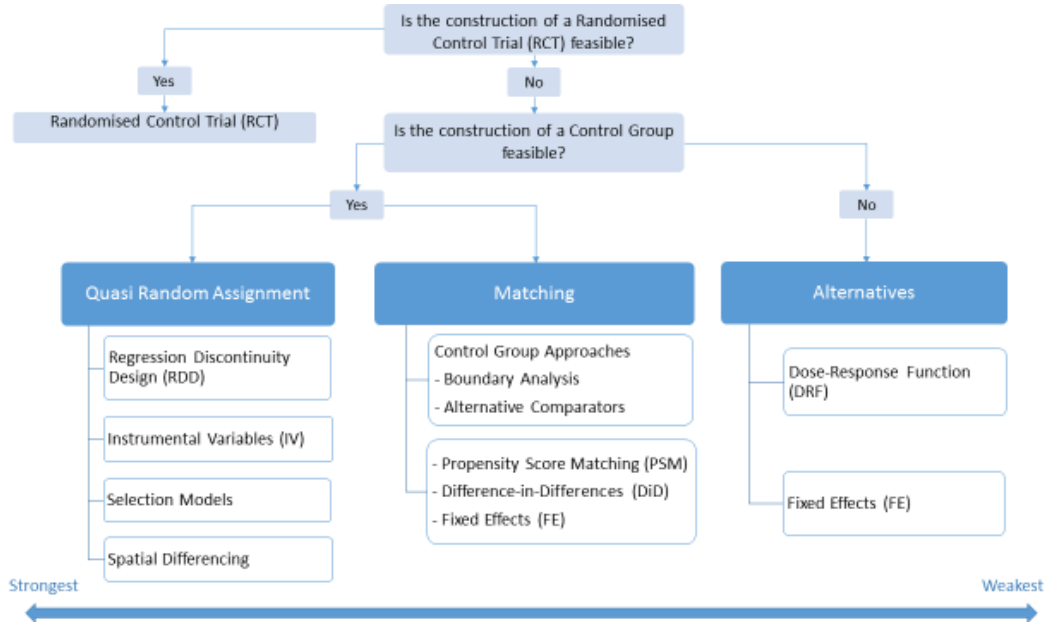 Is the construction of a Randomised
Control Trial (RCT) feasible?
Yes
No
Randomised Control Trial (RCT)
Is the construction of a Control Group
feasible?
Yes
No
Quasi Random Assignment
Matching
Alternatives
Regression Discontinuity
Design (RDD)
Instrumental Variables (IV)
Selection Models
Spatial Differencing
Control Group Approaches
- Boundary Analysis
- Alternative Comparators
- Propensity Score Matching (PSM)
- Difference-in-Differences (DiD)
- Fixed Effects (FE)
Dose-Response Function
(DRF)
Fixed Effects (FE)
Strongest
Weakest